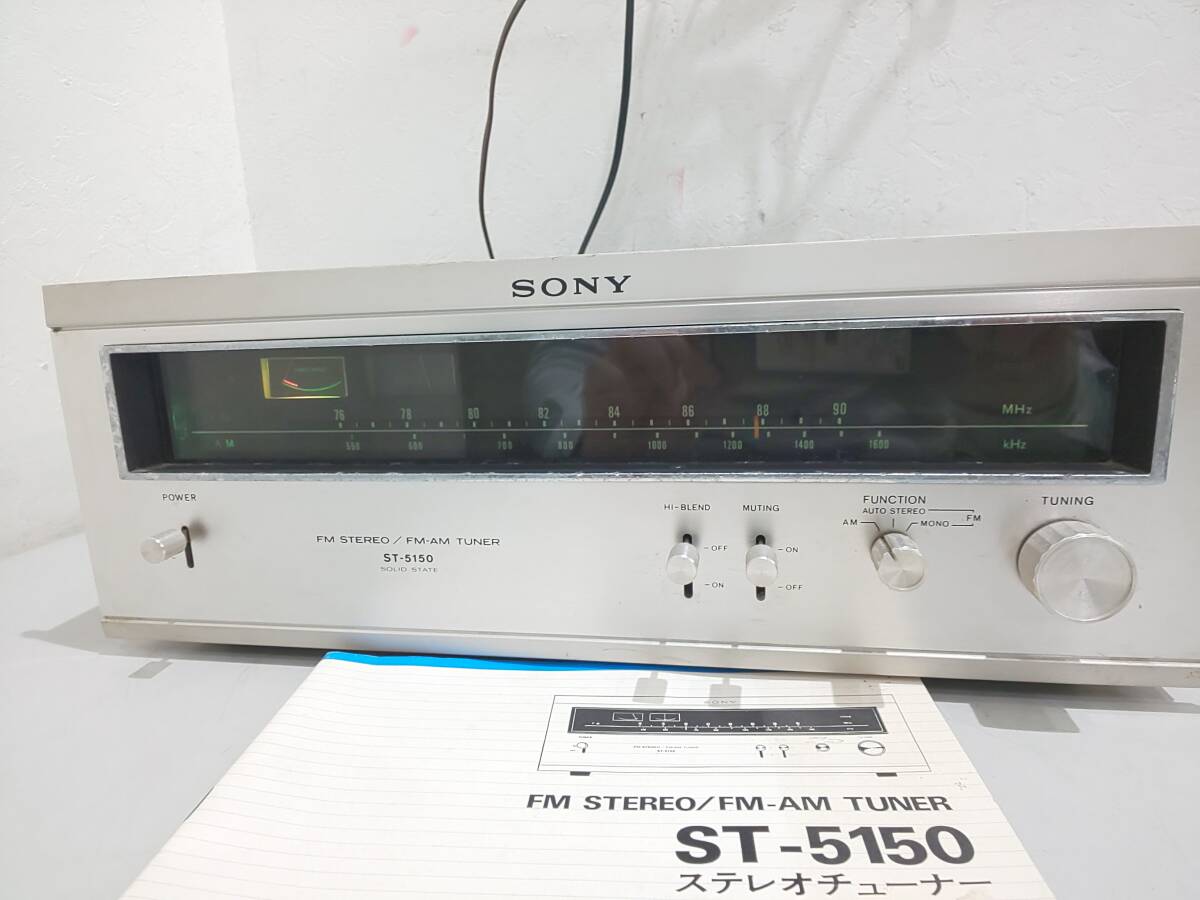 SONY
76 78 80 82 84 86 88 90 MHz
AM 550 600 700 800 1000 1200 1400 1600 kHz
POWER
FM STEREO / FM-AM TUNER
ST-5150
SOLID STATE
HI-BLEND
OFF
ON
MUTING
ON
OFF
FUNCTION
AUTO STEREO
AM
MONO
FM
TUNING
SONY
FM STEREO/FM-AM TUNER
ST-5150
ステレオチューナー